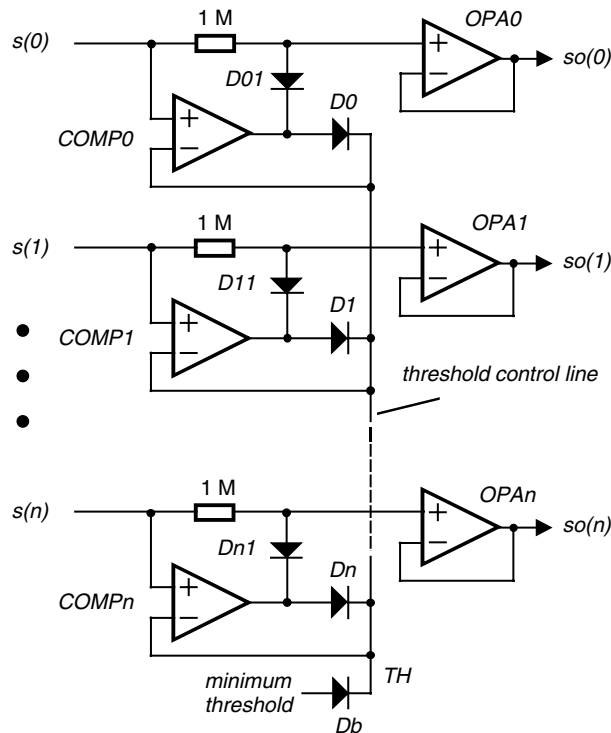 1 M
OPA0
s(0)
so(0)
D01
D0
+
−
+
−
COMP0
1 M
OPA1
s(1)
so(1)
D11
D1
+
−
+
−
COMP1
threshold control line
1 M
OPAn
s(n)
so(n)
Dn1
Dn
+
−
+
−
COMPn
TH
minimum
threshold
Db